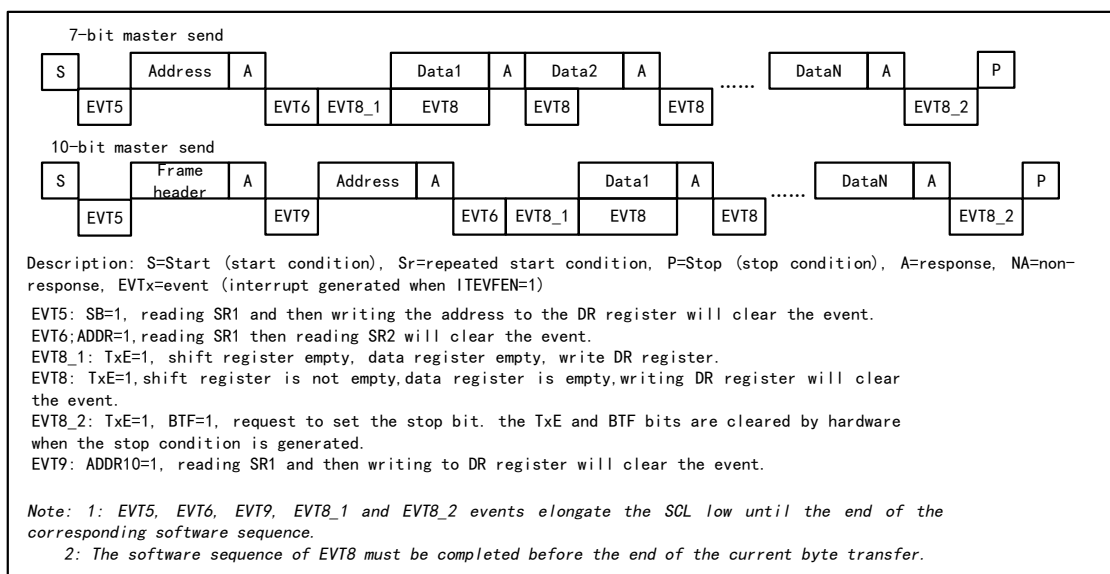 7-bit master send
S Address A Data1 A Data2 A ...... DataN A P
EVT5 EVT6 EVT8_1 EVT8 EVT8 EVT8 EVT8_2
10-bit master send
S Frame header A Address A Data1 A ...... DataN A P
EVT5 EVT9 EVT6 EVT8_1 EVT8 EVT8 EVT8_2
Description: S=Start (start condition), Sr=repeated start condition, P=Stop (stop condition), A=response, NA=non-
response, EVTx=event (interrupt generated when ITEVFEN=1)
EVT5: SB=1, reading SR1 and then writing the address to the DR register will clear the event.
EVT6;ADDR=1,reading SR1 then reading SR2 will clear the event.
EVT8_1: TxE=1, shift register empty, data register empty, write DR register.
EVT8: TxE=1,shift register is not empty,data register is empty,writing DR register will clear
the event.
EVT8_2: TxE=1, BTF=1, request to set the stop bit. the TxE and BTF bits are cleared by hardware
when the stop condition is generated.
EVT9: ADDR10=1, reading SR1 and then writing to DR register will clear the event.
Note: 1: EVT5, EVT6, EVT9, EVT8_1 and EVT8_2 events elongate the SCL low until the end of the
corresponding software sequence.
2: The software sequence of EVT8 must be completed before the end of the current byte transfer.